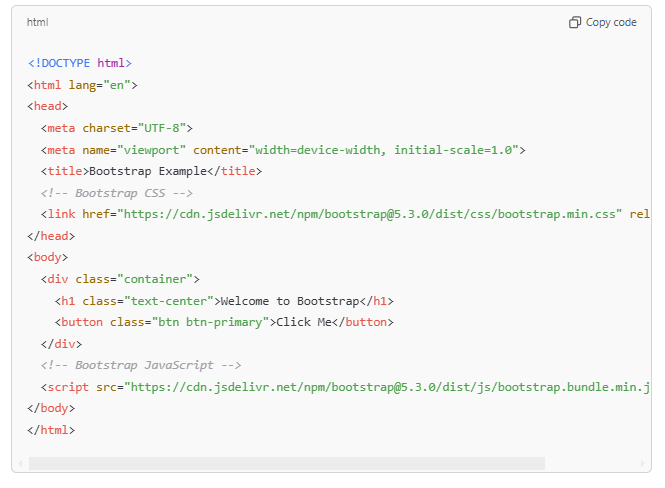 html
Copy code
<!DOCTYPE html>
<html lang="en">
<head>
  <meta charset="UTF-8">
  <meta name="viewport" content="width=device-width, initial-scale=1.0">
  <title>Bootstrap Example</title>
  <!-- Bootstrap CSS -->
  <link href="https://cdn.jsdelivr.net/npm/bootstrap@5.3.0/dist/css/bootstrap.min.css" rel
</head>
<body>
  <div class="container">
    <h1 class="text-center">Welcome to Bootstrap</h1>
    <button class="btn btn-primary">Click Me</button>
  </div>
  <!-- Bootstrap JavaScript -->
  <script src="https://cdn.jsdelivr.net/npm/bootstrap@5.3.0/dist/js/bootstrap.bundle.min.j
</body>
</html>